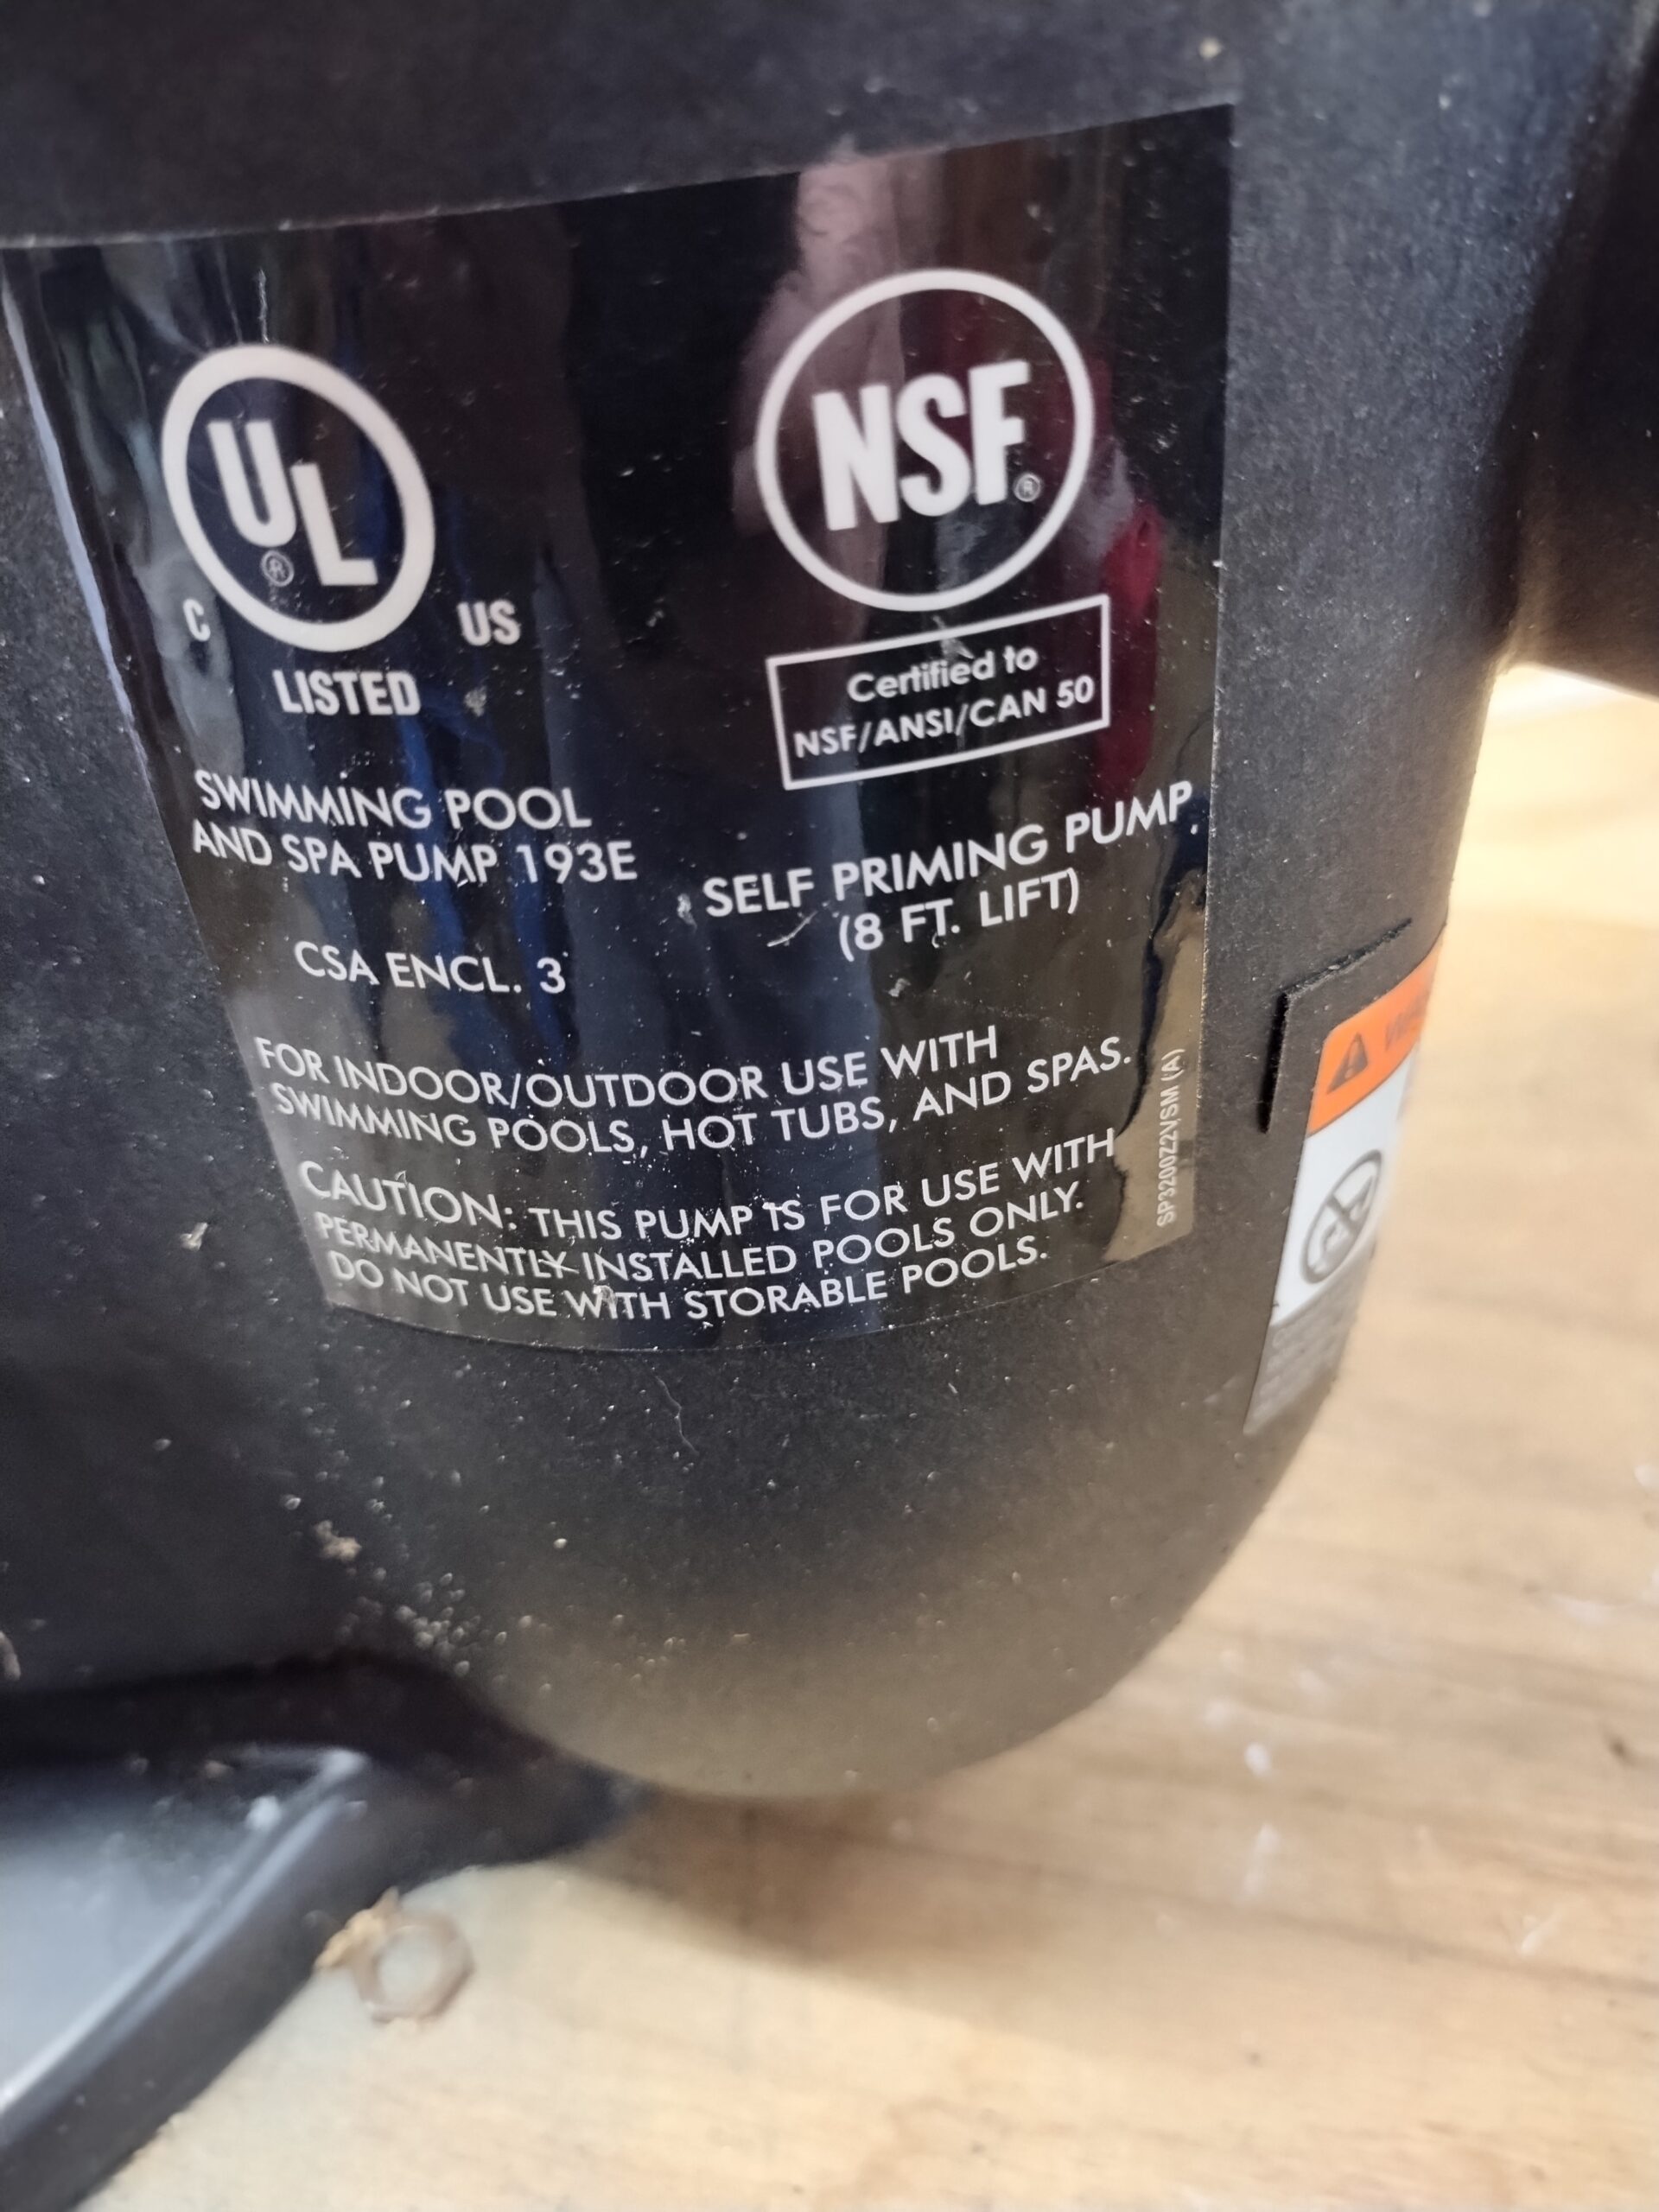 UL
®
C
US
LISTED
SWIMMING POOL
AND SPA PUMP 193E
CSA ENCL. 3
NSF
®
Certified to
NSF/ANSI/CAN 50
SELF PRIMING PUMP
(8 FT. LIFT)
FOR INDOOR/OUTDOOR USE WITH
SWIMMING POOLS, HOT TUBS, AND SPAS.
CAUTION: THIS PUMP IS FOR USE WITH
PERMANENTLY INSTALLED POOLS ONLY.
DO NOT USE WITH STORABLE POOLS.
SP3200Z2VSM (A)